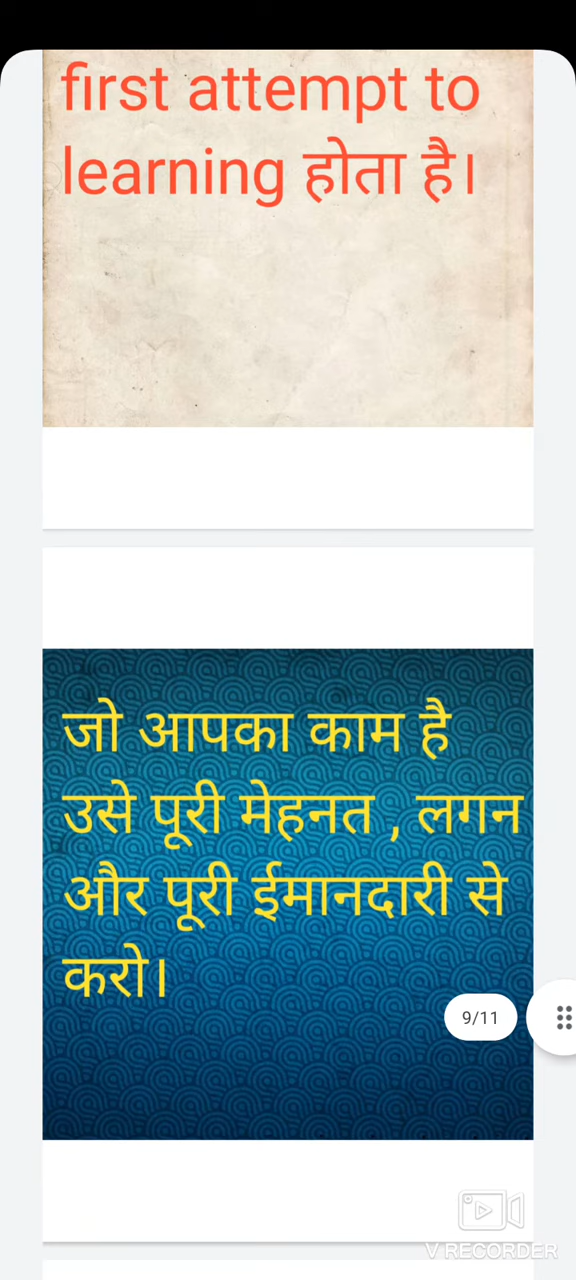 first attempt to
learning होता है।
जो आपका काम है
उसे पूरी मेहनत , लगन
और पूरी ईमानदारी से
करो।
9/11
V RECORDER